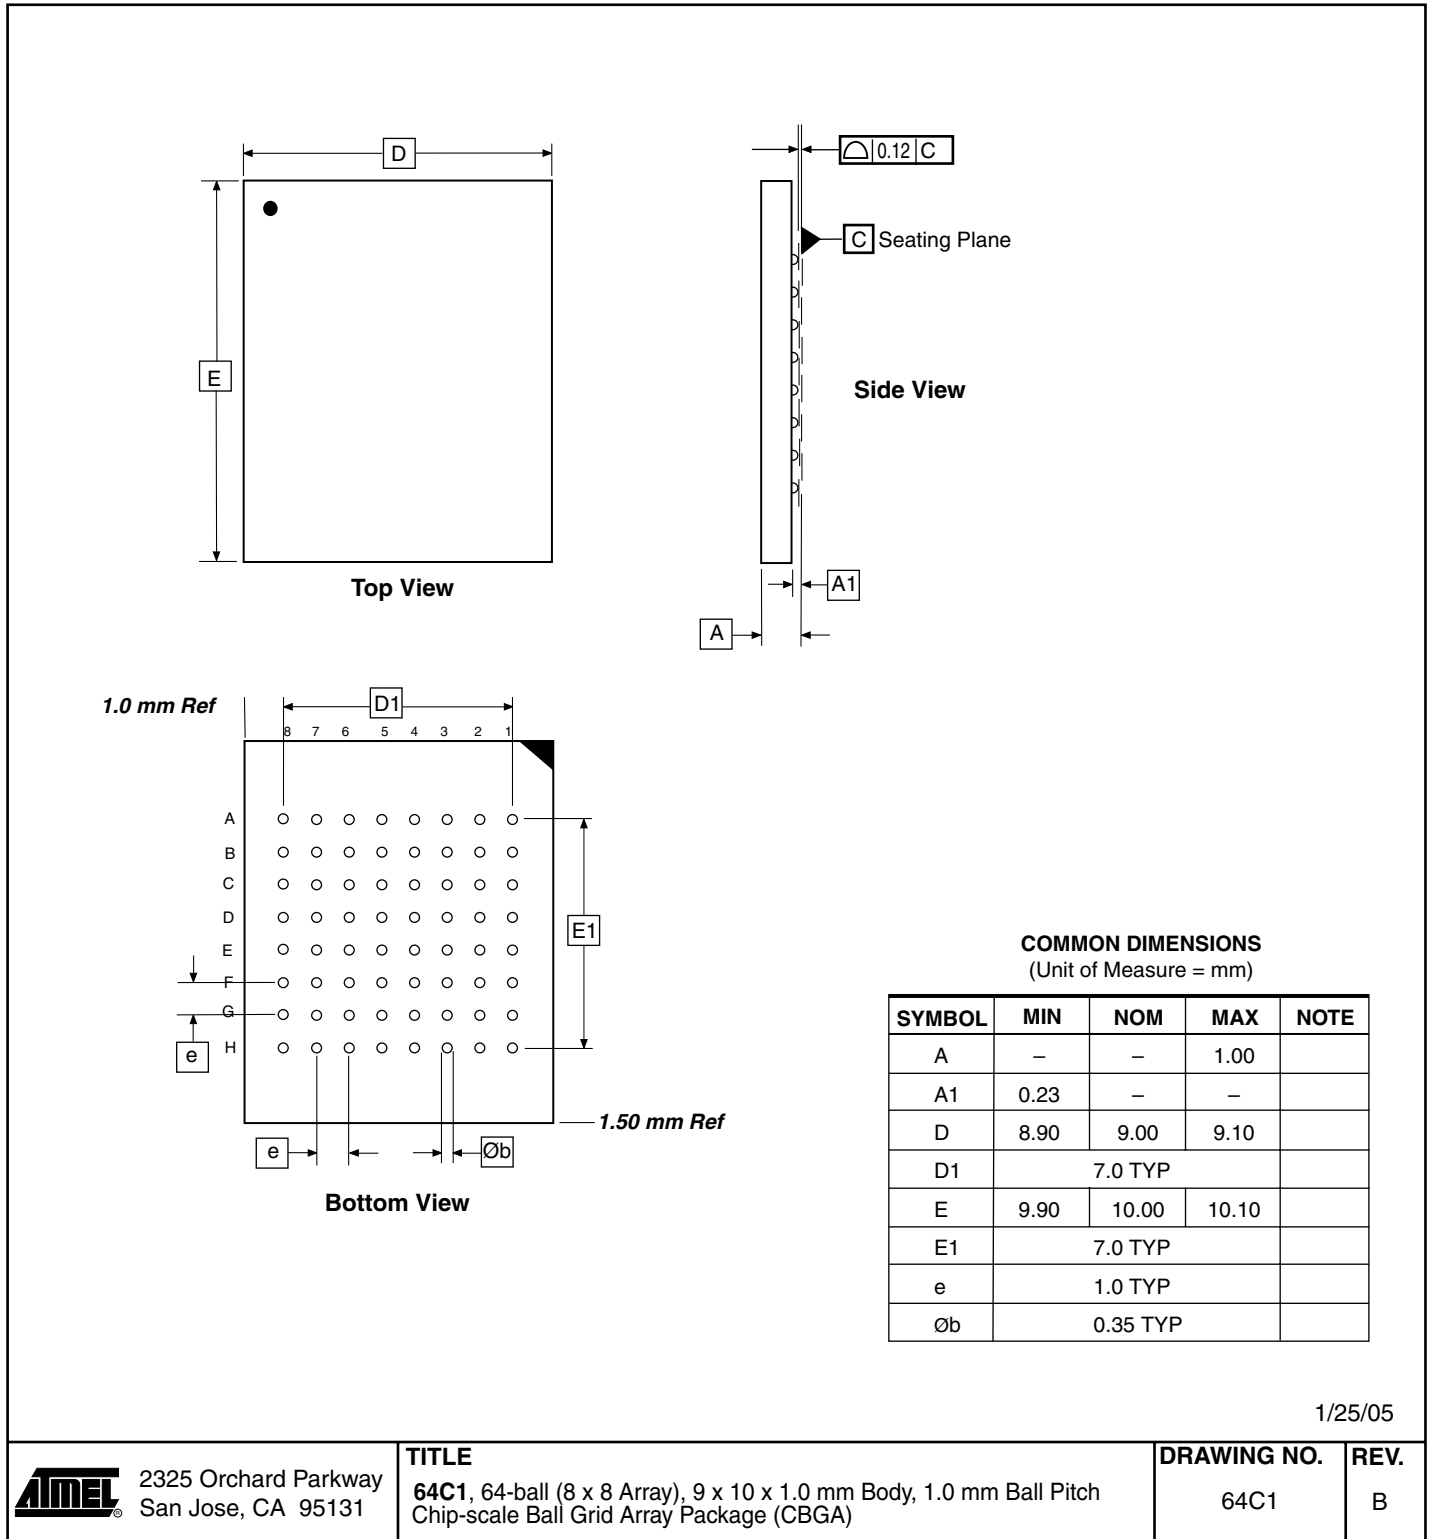 D
0.12 C
C Seating Plane
E
Side View
Top View
A1
A
1.0 mm Ref
D1
8 7 6 5 4 3 2 1
A
B
C
D
E
F
G
H
E1
e
1.50 mm Ref
e
Øb
Bottom View
COMMON DIMENSIONS
(Unit of Measure = mm)
SYMBOL MIN NOM MAX NOTE
A – – 1.00
A1 0.23 – –
D 8.90 9.00 9.10
D1 7.0 TYP
E 9.90 10.00 10.10
E1 7.0 TYP
e 1.0 TYP
Øb 0.35 TYP
1/25/05
ATMEL ®
2325 Orchard Parkway
San Jose, CA 95131
TITLE
64C1, 64-ball (8 x 8 Array), 9 x 10 x 1.0 mm Body, 1.0 mm Ball Pitch
Chip-scale Ball Grid Array Package (CBGA)
DRAWING NO.
64C1
REV.
B